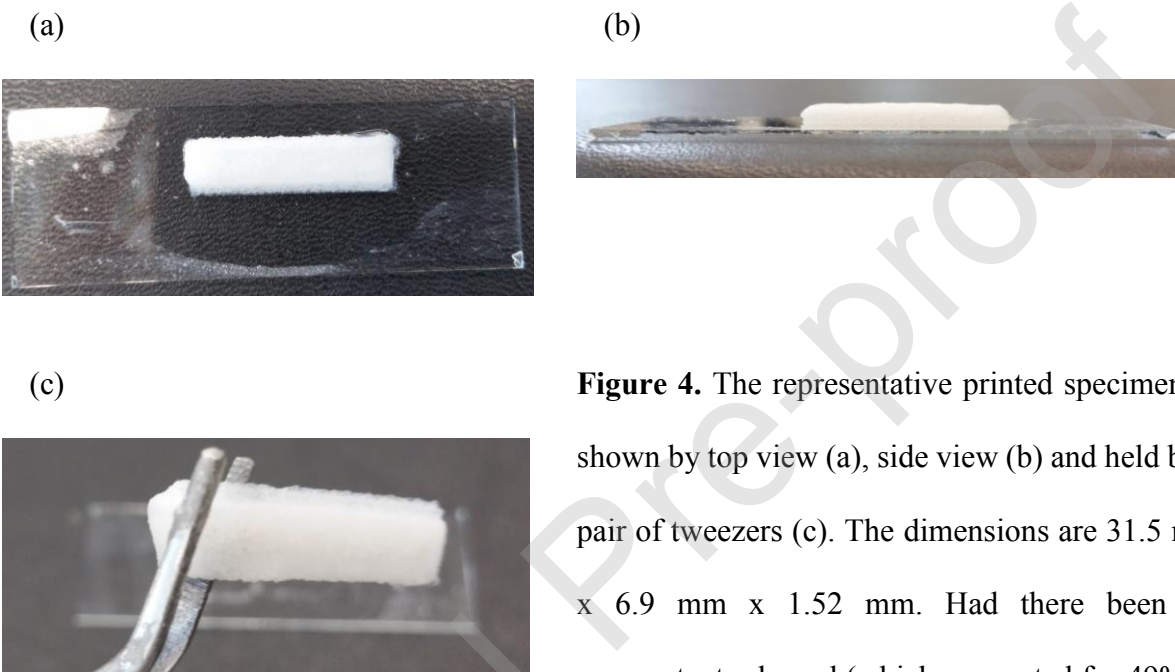 (a)
(b)
(c)
Figure 4. The representative printed specimen
shown by top view (a), side view (b) and held b
pair of tweezers (c). The dimensions are 31.5
x 6.9 mm x 1.52 mm. Had there been
Pre-proof